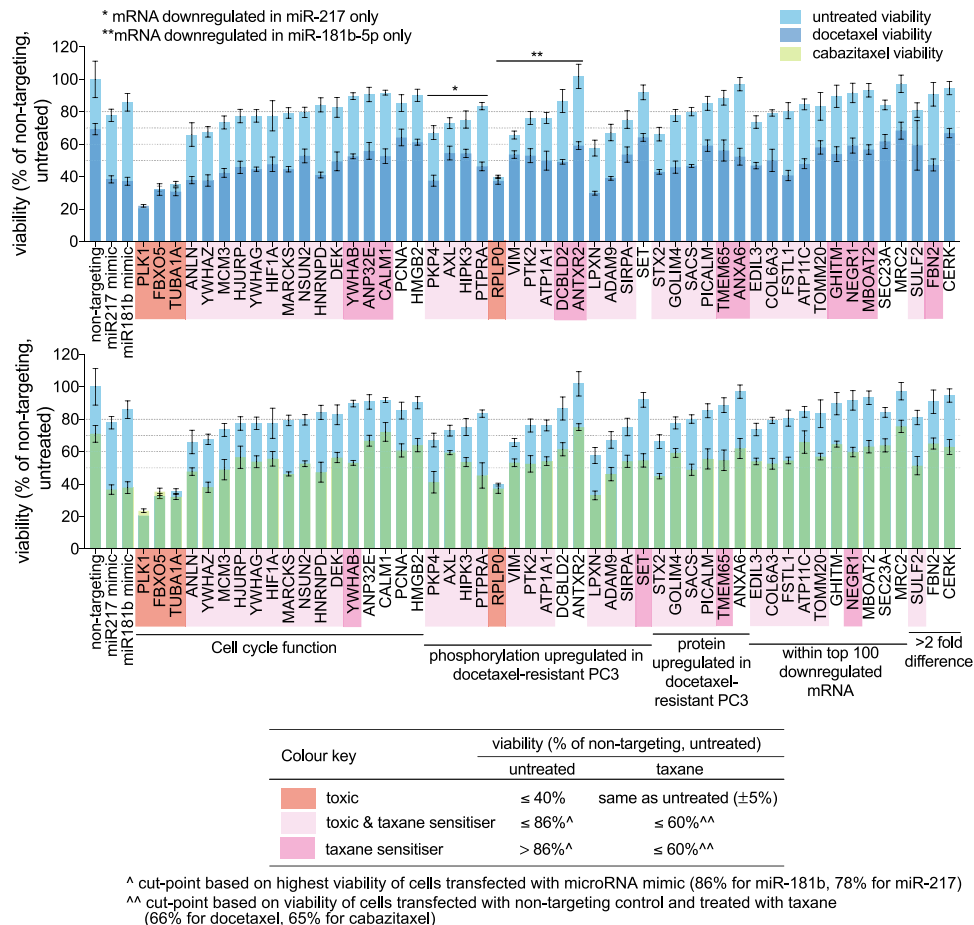 * mRNA downregulated in miR-217 only
**mRNA downregulated in miR-181b-5p only
untreated viability
docetaxel viability
cabazitaxel viability
viability (% of non-targeting,
untreated)
120
100
80
60
40
20
0
*
**
non-targeting
miR217 mimic
miR181b mimic
PLK1
FBXO5
TUBA1A
ANLN
YWHAZ
MCM3
HJURP
YWHAG
HIF1A
MARCKS
NSUN2
HNRNPD
DEK
YWHAB
ANP32E
CALM1
PCNA
HMGB2
PKP4
AXL
HIPK3
PTPRA
RPLP0
VIM
PTK2
ATP1A1
DCBLD2
ANTXR2
LPXN
ADAM9
SIRPA
SET
STX2
GOLIM4
SACS
PICALM
TMEM65
ANXA6
EDIL3
COL6A3
FSTL1
ATP11C
TOMM20
GHITM
NEGR1
MBOAT2
SEC23A
MRC2
SULF2
FBN2
CERK
viability (% of non-targeting,
untreated)
120
100
80
60
40
20
0
non-targeting
miR217 mimic
miR181b mimic
PLK1
FBXO5
TUBA1A
ANLN
YWHAZ
MCM3
HJURP
YWHAG
HIF1A
MARCKS
NSUN2
HNRNPD
DEK
YWHAB
ANP32E
CALM1
PCNA
HMGB2
PKP4
AXL
HIPK3
PTPRA
RPLP0
VIM
PTK2
ATP1A1
DCBLD2
ANTXR2
LPXN
ADAM9
SIRPA
SET
STX2
GOLIM4
SACS
PICALM
TMEM65
ANXA6
EDIL3
COL6A3
FSTL1
ATP11C
TOMM20
GHITM
NEGR1
MBOAT2
SEC23A
MRC2
SULF2
FBN2
CERK
Cell cycle function
phosphorylation upregulated in
docetaxel-resistant PC3
protein
upregulated in
docetaxel-
resistant PC3
within top 100
downregulated
mRNA
>2 fold
difference
Colour key
viability (% of non-targeting, untreated)
untreated taxane
toxic ≤ 40% same as untreated (±5%)
toxic & taxane sensitiser ≤ 86%^ ≤ 60%^^
taxane sensitiser > 86%^ ≤ 60%^^
^ cut-point based on highest viability of cells transfected with microRNA mimic (86% for miR-181b, 78% for miR-217)
^^ cut-point based on viability of cells transfected with non-targeting control and treated with taxane
(66% for docetaxel, 65% for cabazitaxel)